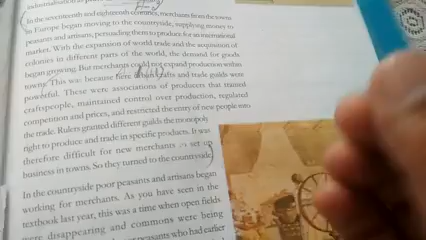 In the seventeenth and eighteenth centuries, merchants from the towns
in Europe began moving to the countryside, supplying money to
peasants and artisans, persuading them to produce for an international
market. With the expansion of world trade and the acquisition of
colonies in different parts of the world, the demand for goods
began growing. But merchants could not expand production within
towns. This was because here urban crafts and trade guilds were
powerful. These were associations of producers that trained
craftspeople, maintained control over production, regulated
competition and prices, and restricted the entry of new people into
the trade. Rulers granted different guilds the monopoly
right to produce and trade in specific products. It was
therefore difficult for new merchants to set up
business in towns. So they turned to the countryside.
In the countryside poor peasants and artisans began
working for merchants. As you have seen in the
textbook last year, this was a time when open fields
were disappearing and commons were being
peasants who had earlier